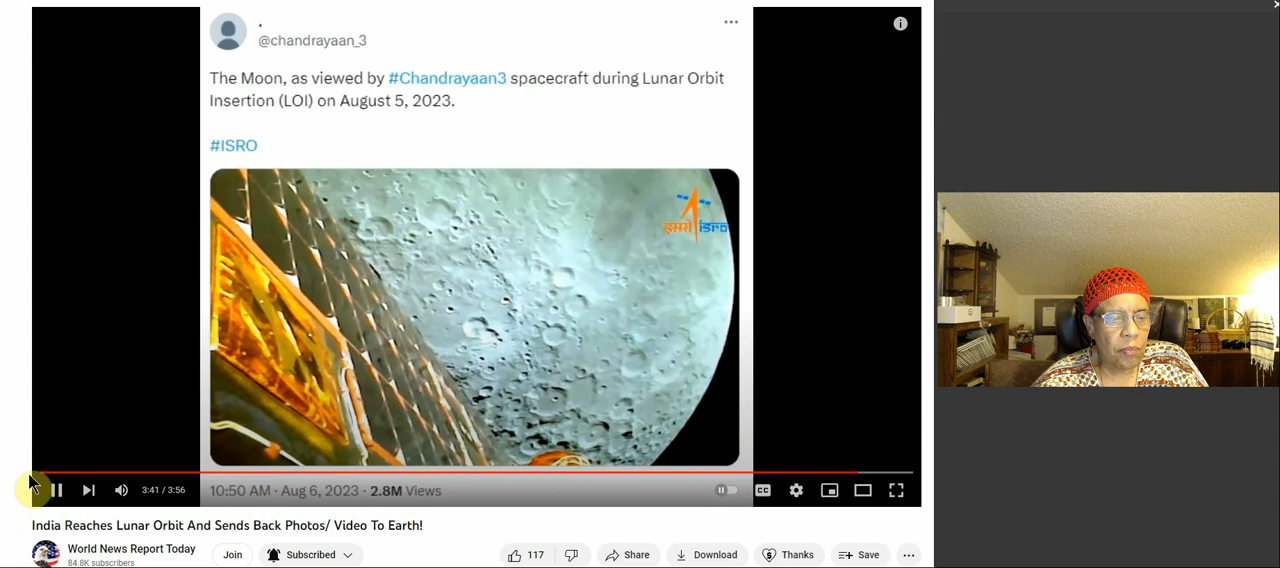 .
@chandrayaan_3
The Moon, as viewed by #Chandrayaan3 spacecraft during Lunar Orbit
Insertion (LOI) on August 5, 2023.
#ISRO
इसरो isro
3:41 / 3:56
10:50 AM · Aug 6, 2023 · 2.8M Views
CC
India Reaches Lunar Orbit And Sends Back Photos/ Video To Earth!
World News Report Today
84.8K subscribers
Join
Subscribed
117
Share
Download
Thanks
Save